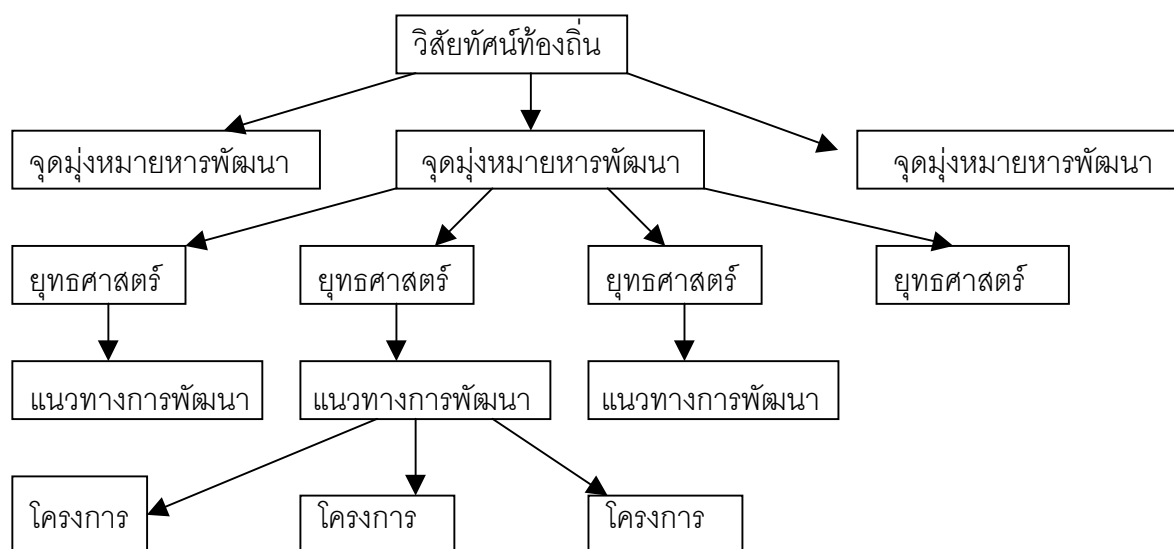 วิสัยทัศน์ท้องถิ่น
จุดมุ่งหมายหารพัฒนา
จุดมุ่งหมายหารพัฒนา
จุดมุ่งหมายหารพัฒนา
ยุทธศาสตร์
ยุทธศาสตร์
ยุทธศาสตร์
ยุทธศาสตร์
แนวทางการพัฒนา
แนวทางการพัฒนา
แนวทางการพัฒนา
โครงการ
โครงการ
โครงการ